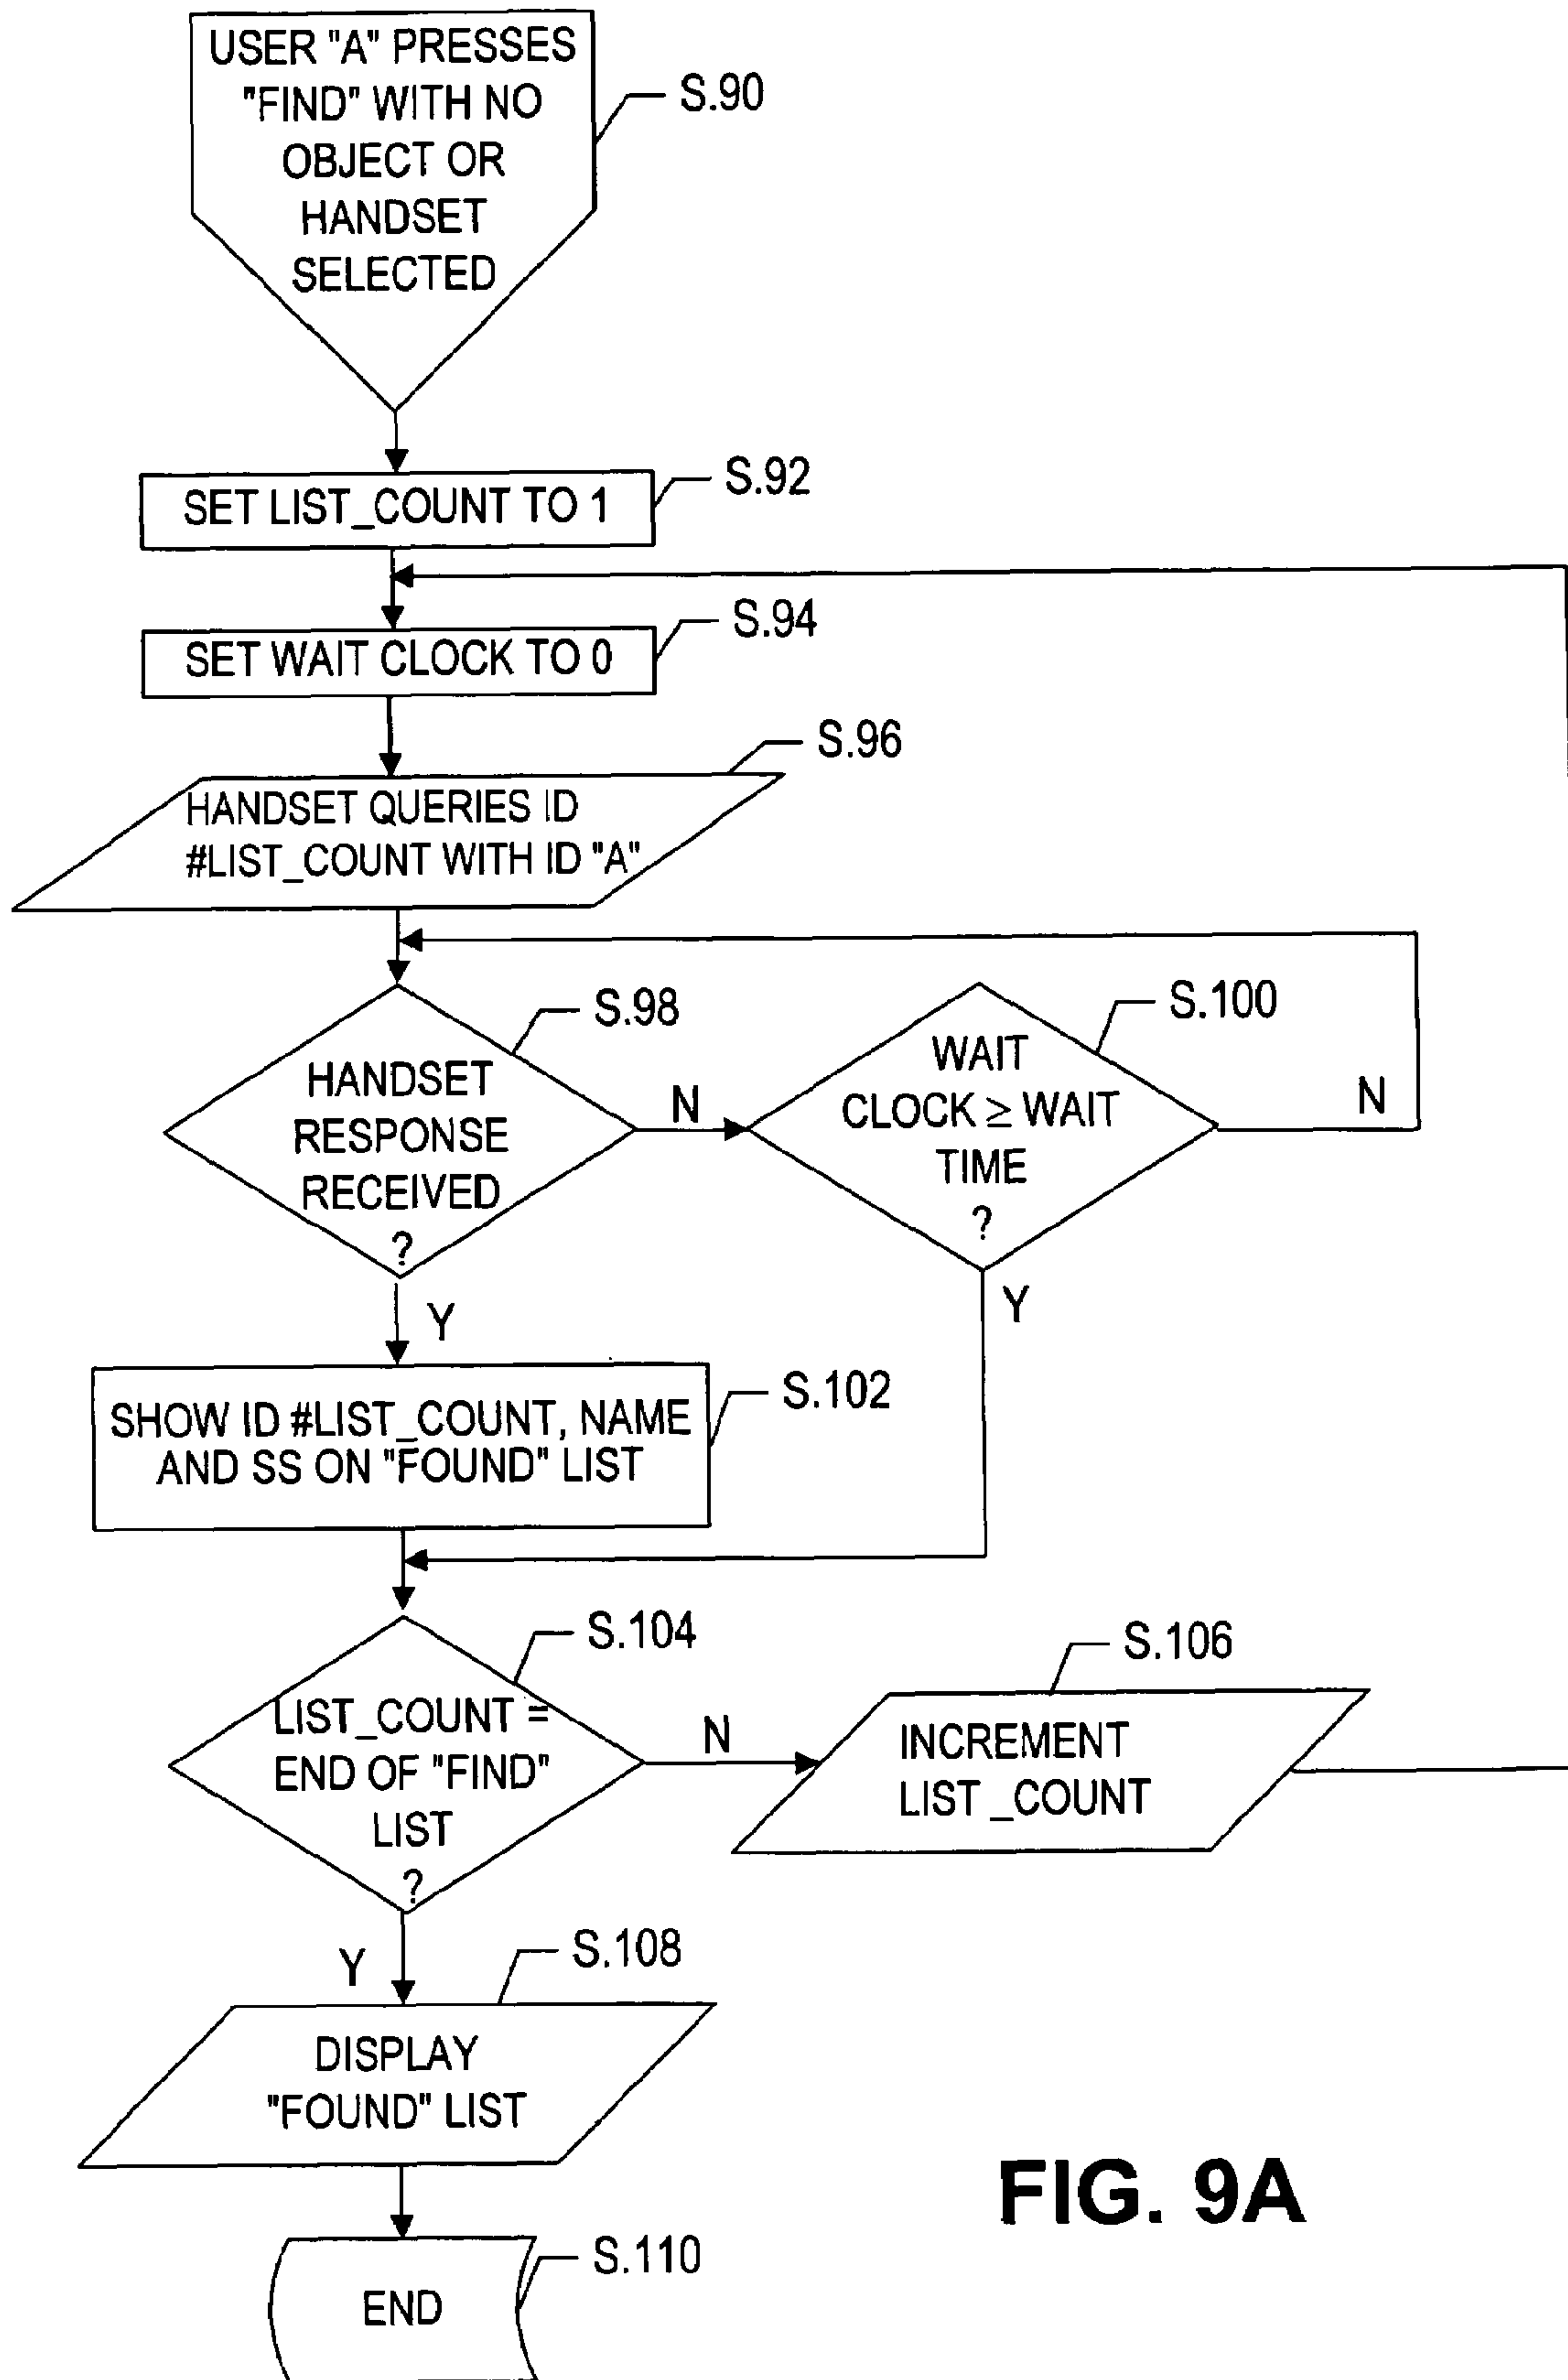 USER "A" PRESSES
"FIND" WITH NO
OBJECT OR
HANDSET
SELECTED
S.90
SET LIST_COUNT TO 1
S.92
SET WAIT CLOCK TO 0
S.94
HANDSET QUERIES ID
#LIST_COUNT WITH ID "A"
S.96
HANDSET
RESPONSE
RECEIVED
?
S.98
N
WAIT
CLOCK ≥ WAIT
TIME
?
S.100
N
Y
Y
SHOW ID #LIST_COUNT, NAME
AND SS ON "FOUND" LIST
S.102
LIST_COUNT =
END OF "FIND"
LIST
?
S.104
N
INCREMENT
LIST _COUNT
S.106
Y
DISPLAY
"FOUND" LIST
S.108
END
S.110
FIG. 9A